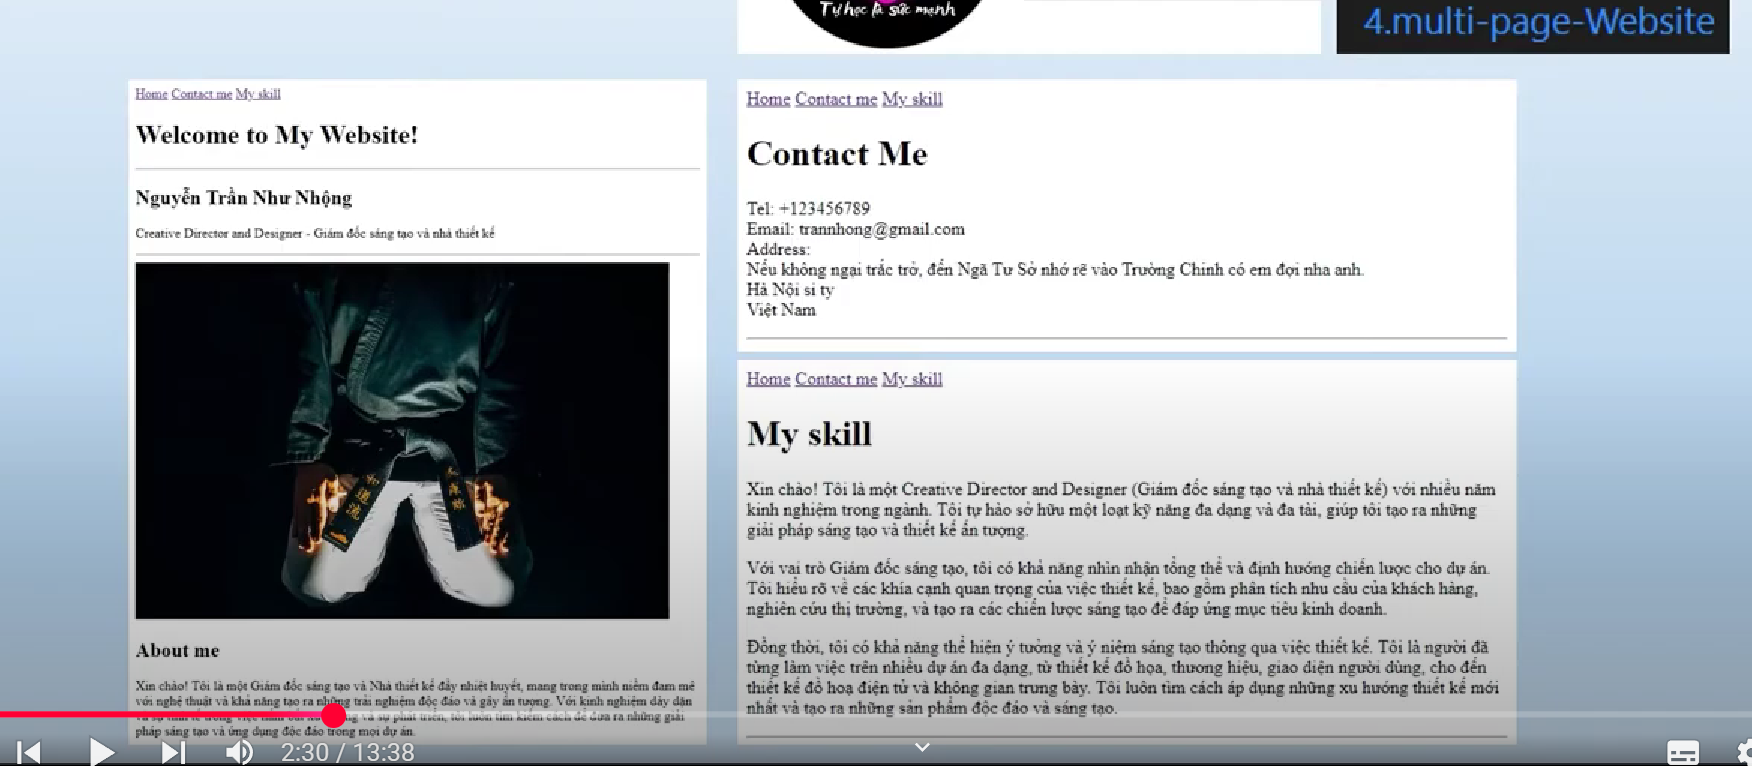 Tự học là sức mạnh
4.multi-page-Website
Home Contact me My skill
Welcome to My Website!
Nguyễn Trần Như Nhộng
Creative Director and Designer - Giám đốc sáng tạo và nhà thiết kế
About me
Xin chào! Tôi là một Giám đốc sáng tạo và Nhà thiết kế đầy nhiệt huyết, mang trong mình niềm đam mê
với nghệ thuật và khả năng tạo ra những trải nghiệm độc đáo và gây ấn tượng. Với kinh nghiệm dày dặn
và sự phát triển, tôi luôn tìm kiếm cách để đưa ra những giải
pháp sáng tạo và ứng dụng độc đáo trong mọi dự án.
Home Contact me My skill
Contact Me
Tel: +123456789
Email: trannhong@gmail.com
Address:
Nếu không ngại trắc trở, đến Ngã Tư Sở nhớ rẽ vào Trường Chinh có em đợi nha anh.
Hà Nội si ty
Việt Nam
Home Contact me My skill
My skill
Xin chào! Tôi là một Creative Director and Designer (Giám đốc sáng tạo và nhà thiết kế) với nhiều năm
kinh nghiệm trong ngành. Tôi tự hào sở hữu một loạt kỹ năng đa dạng và đa tài, giúp tôi tạo ra những
giải pháp sáng tạo và thiết kế ấn tượng.
Với vai trò Giám đốc sáng tạo, tôi có khả năng nhìn nhận tổng thể và định hướng chiến lược cho dự án.
Tôi hiểu rõ về các khía cạnh quan trọng của việc thiết kế, bao gồm phân tích nhu cầu của khách hàng,
nghiên cứu thị trường, và tạo ra các chiến lược sáng tạo để đáp ứng mục tiêu kinh doanh.
Đồng thời, tôi có khả năng thể hiện ý tưởng và ý niệm sáng tạo thông qua việc thiết kế. Tôi là người đã
từng làm việc trên nhiều dự án đa dạng, từ thiết kế đồ họa, thương hiệu, giao diện người dùng, cho đến
thiết kế đồ hoạ điện tử và không gian trưng bày. Tôi luôn tìm cách áp dụng những xu hướng thiết kế mới
nhất và tạo ra những sản phẩm độc đáo và sáng tạo.
2:30 / 13:38